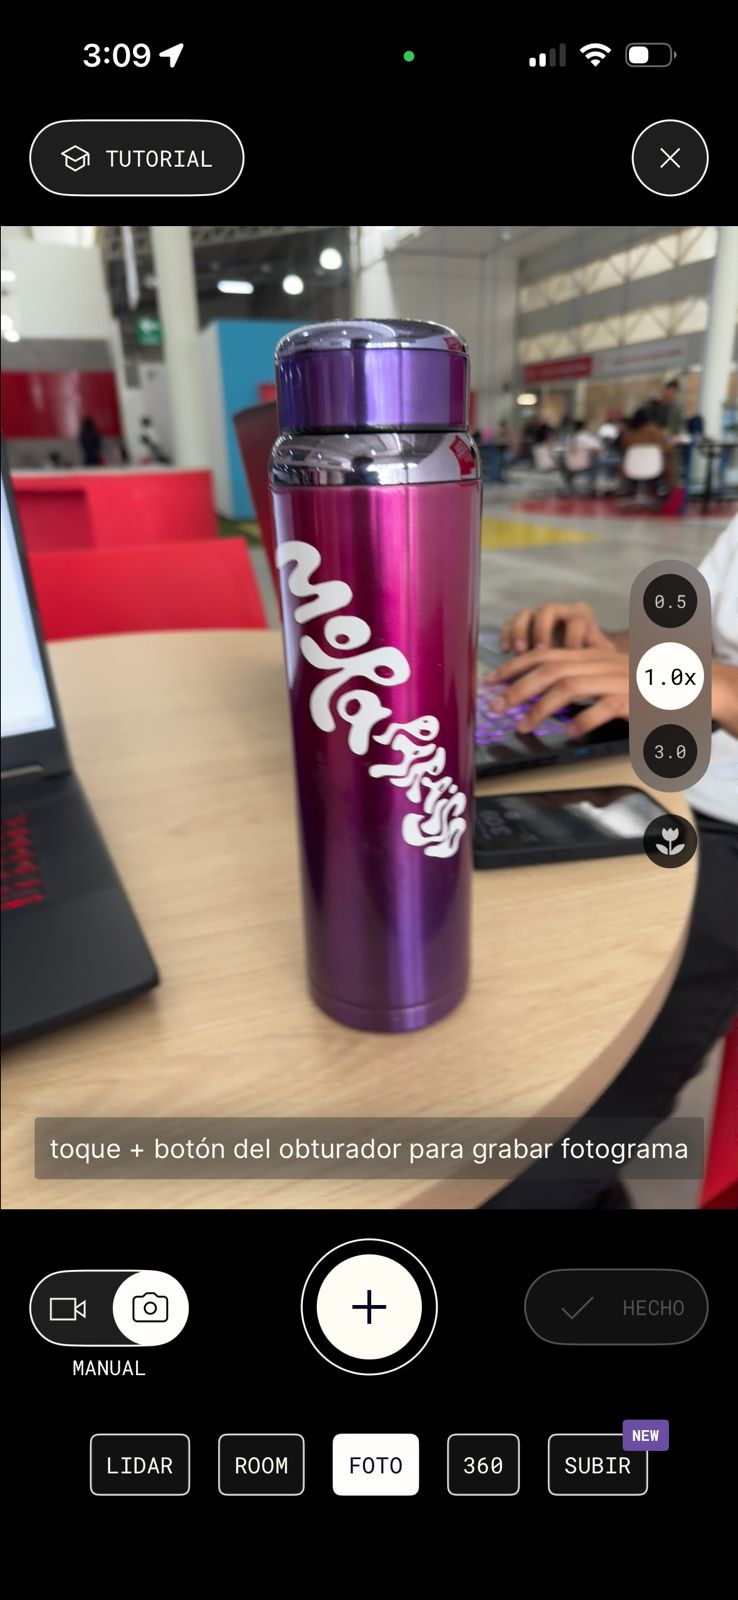 3:09
TUTORIAL
0.5
1.0x
3.0
Mola
PARAÍSO
toque + botón del obturador para grabar fotograma
HECHO
MANUAL
NEW
LIDAR
ROOM
FOTO
360
SUBIR